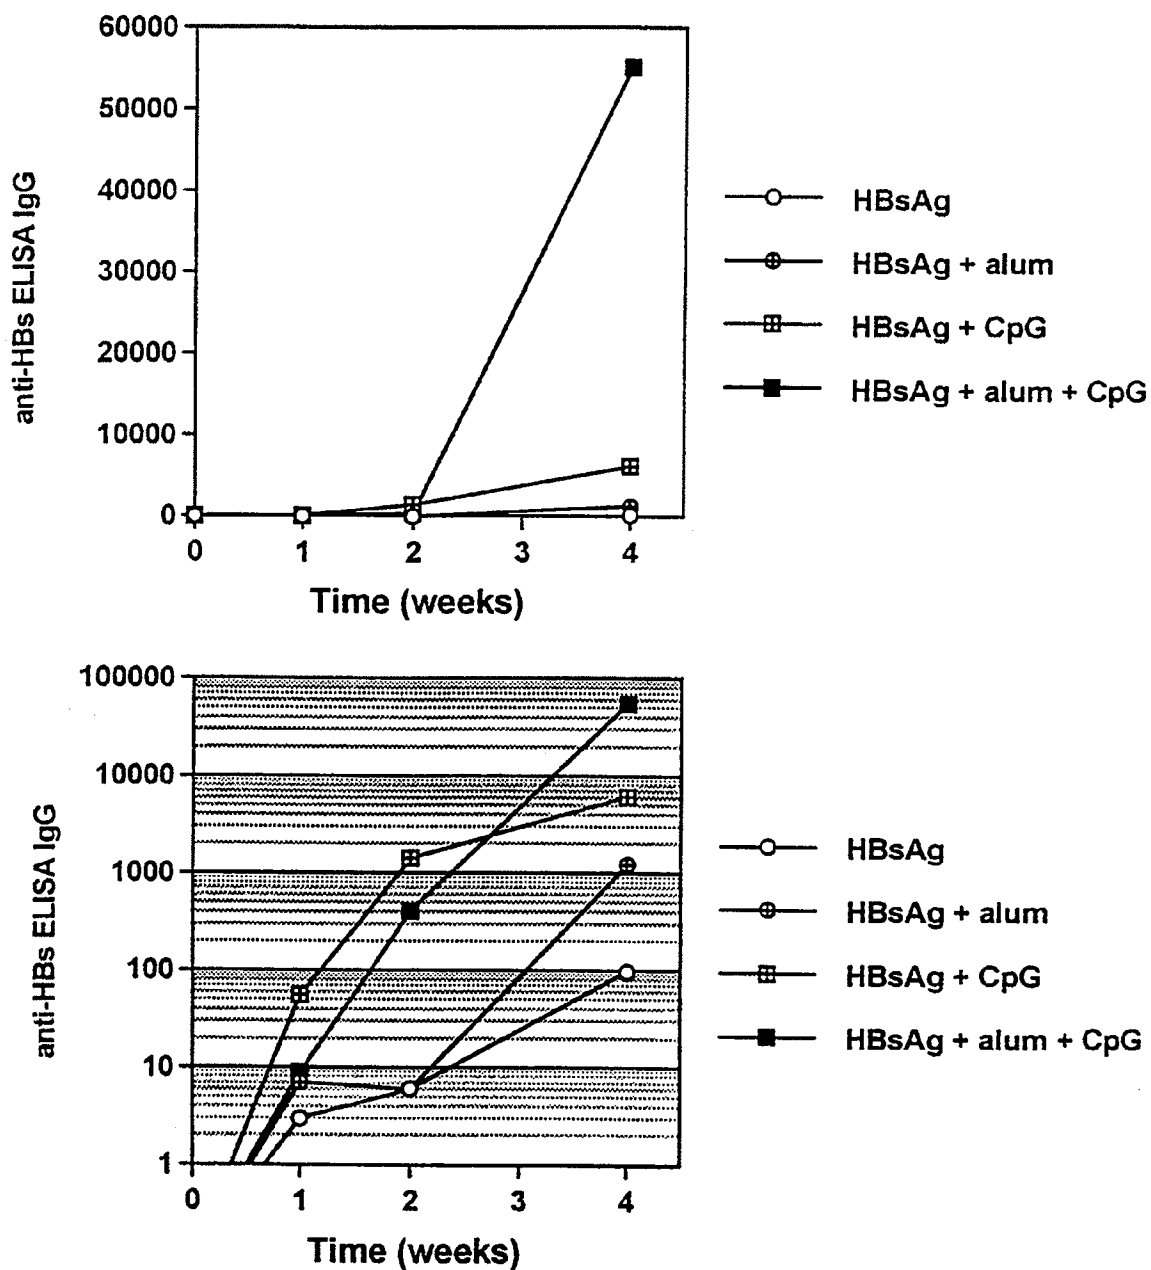 60000
50000
40000
30000
20000
10000
0
anti-HBs ELISA IgG
0 1 2 3 4
Time (weeks)
HBsAg
HBsAg + alum
HBsAg + CpG
HBsAg + alum + CpG
100000
10000
1000
100
10
1
anti-HBs ELISA IgG
0 1 2 3 4
Time (weeks)
HBsAg
HBsAg + alum
HBsAg + CpG
HBsAg + alum + CpG